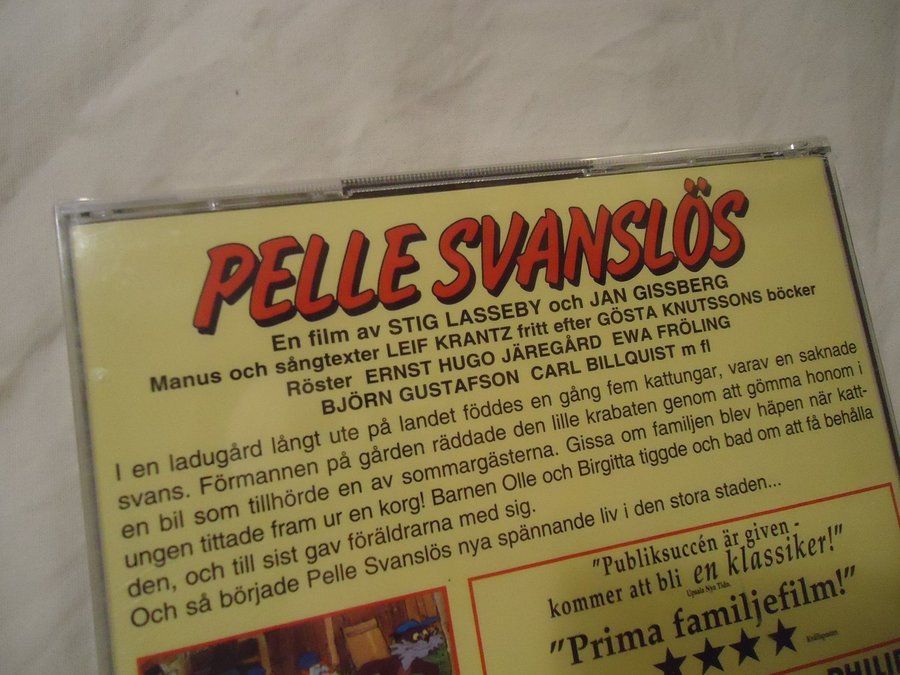 PELLE SVANSLÖS
En film av STIG LASSEBY och JAN GISSBERG
Manus och sångtexter LEIF KRANTZ fritt efter GÖSTA KNUTSSONS böcker
Röster ERNST HUGO JÄREGÅRD EWA FRÖLING
BJÖRN GUSTAFSON CARL BILLQUIST m fl
I en ladugård långt ute på landet föddes en gång fem kattungar, varav en saknade
svans. Förmannen på gården räddade den lille krabaten genom att gömma honom i
en bil som tillhörde en av sommargästerna. Gissa om familjen blev häpen när katt-
ungen tittade fram ur en korg! Barnen Olle och Birgitta tiggde och bad om att få behålla
den, och till sist gav föräldrarna med sig.
Och så började Pelle Svanslös nya spännande liv i den stora staden...
"Publiksuccén är given -
kommer att bli en klassiker!"
Upsala Nya Tidn.
"Prima familjefilm!"
Kvällsposten